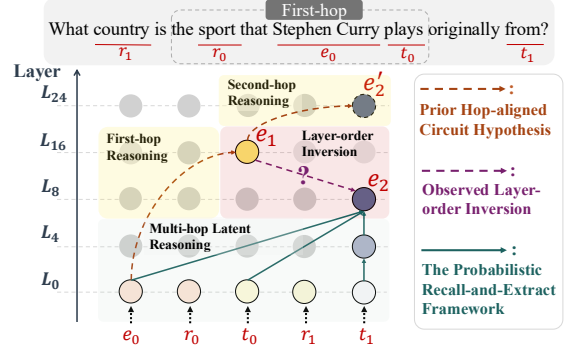 First-hop
What country is the sport that Stephen Curry plays originally from?
r₁ r₀ e₀ t₀ t₁
Layer
L₂₄
L₁₆
L₈
L₄
L₀
Second-hop
Reasoning
e₂′
First-hop
Reasoning
e₁
Layer-order
Inversion
?
e₂
Multi-hop Latent
Reasoning
e₀ r₀ t₀ r₁ t₁
:
Prior Hop-aligned
Circuit Hypothesis
:
Observed Layer-
order Inversion
:
The Probabilistic
Recall-and-Extract
Framework